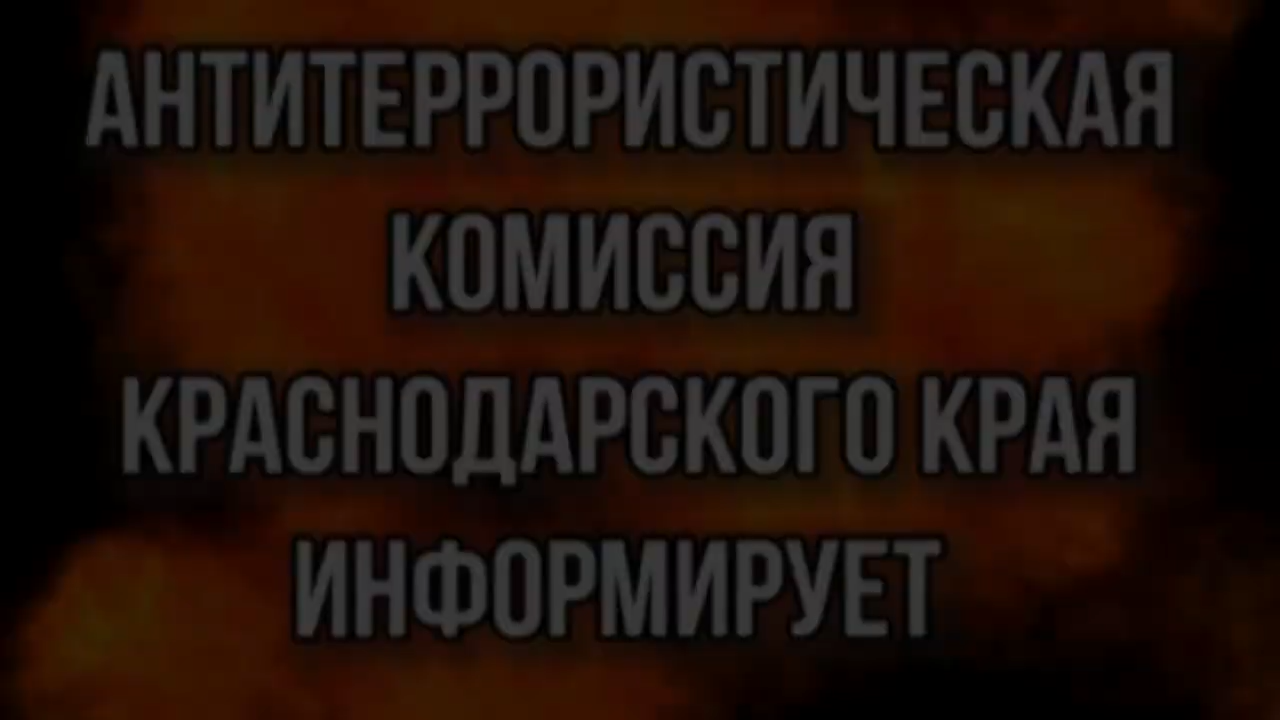 АНТИТЕРРОРИСТИЧЕСКАЯ
КОМИССИЯ
КРАСНОДАРСКОГО КРАЯ
ИНФОРМИРУЕТ